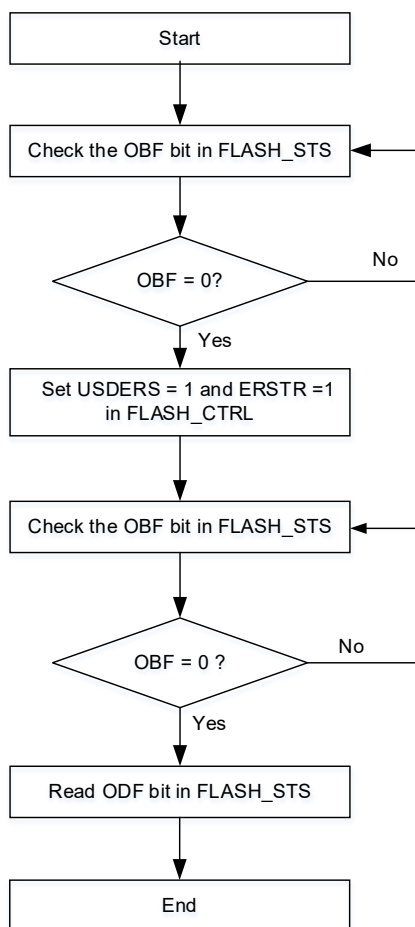 Start
Check the OBF bit in FLASH_STS
OBF = 0?
No
Yes
Set USDERS = 1 and ERSTR =1
in FLASH_CTRL
Check the OBF bit in FLASH_STS
OBF = 0 ?
No
Yes
Read ODF bit in FLASH_STS
End